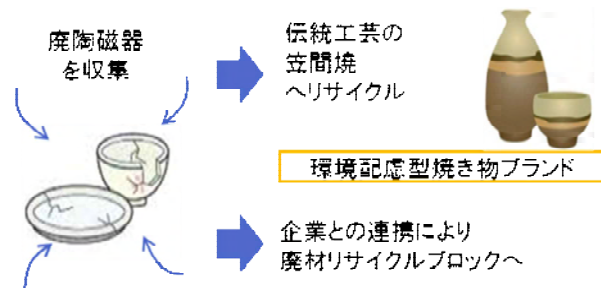 廃陶磁器
を収集
伝統工芸の
笠間焼
へリサイクル
環境配慮型焼き物ブランド
企業との連携により
廃材リサイクルブロックへ